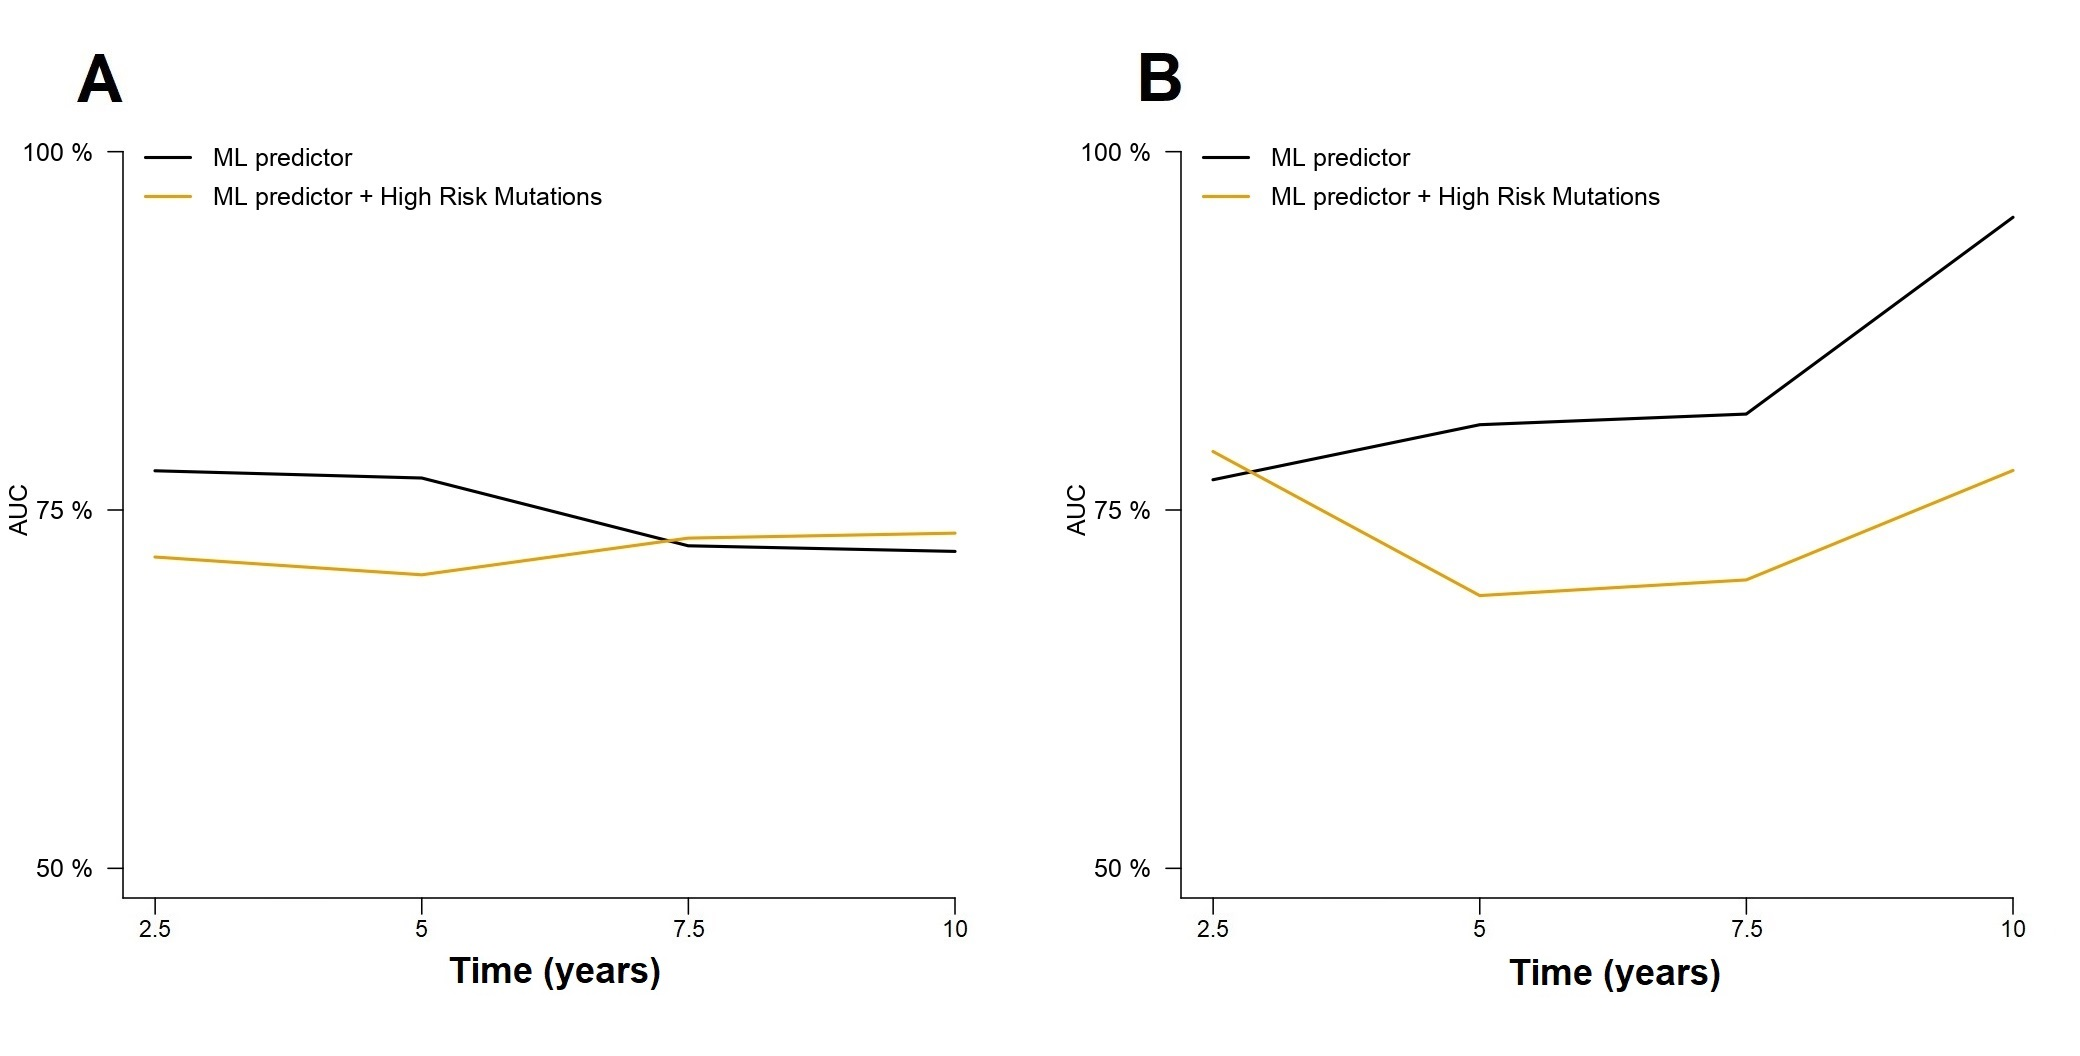 A
100 %
ML predictor
ML predictor + High Risk Mutations
AUC
75 %
50 %
2.5 5 7.5 10
Time (years)
B
100 %
ML predictor
ML predictor + High Risk Mutations
AUC
75 %
50 %
2.5 5 7.5 10
Time (years)